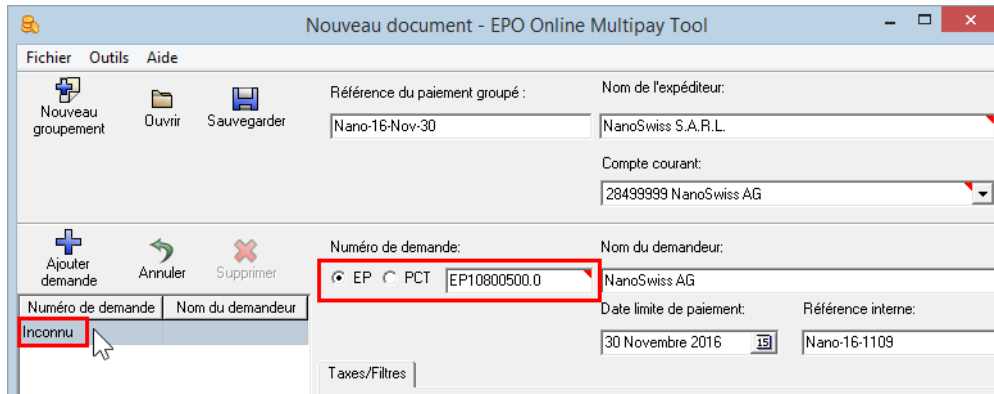 Nouveau document - EPO Online Multipay Tool
Fichier Outils Aide
Nouveau
groupement
Ouvrir
Sauvegarder
Référence du paiement groupé :
Nano-16-Nov-30
Nom de l'expéditeur:
NanoSwiss S.A.R.L.
Compte courant:
28499999 NanoSwiss AG
Ajouter
demande
Annuler
Supprimer
Numéro de demande Nom du demandeur
Inconnu
Numéro de demande:
EP PCT EP10800500.0
Nom du demandeur:
NanoSwiss AG
Date limite de paiement:
30 Novembre 2016 15
Référence interne:
Nano-16-1109
Taxes/Filtres